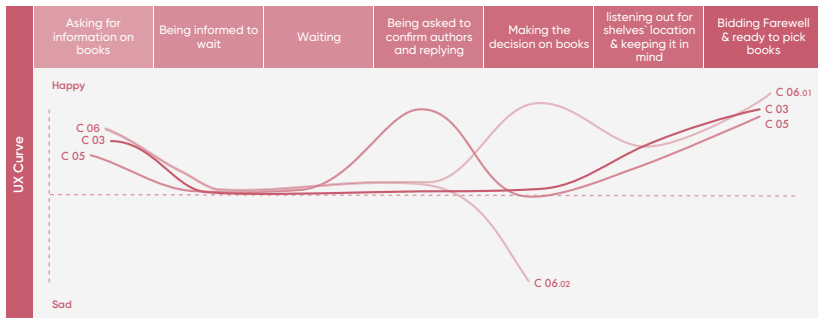 Asking for
information on
books
Being informed to
wait
Waiting
Being asked to
confirm authors
and replying
Making the
decision on books
listening out for
shelves' location
& keeping it in
mind
Bidding Farewell
& ready to pick
books
UX Curve
Happy
C 06
C 03
C 05
C 06.01
C 03
C 05
C 06.02
Sad